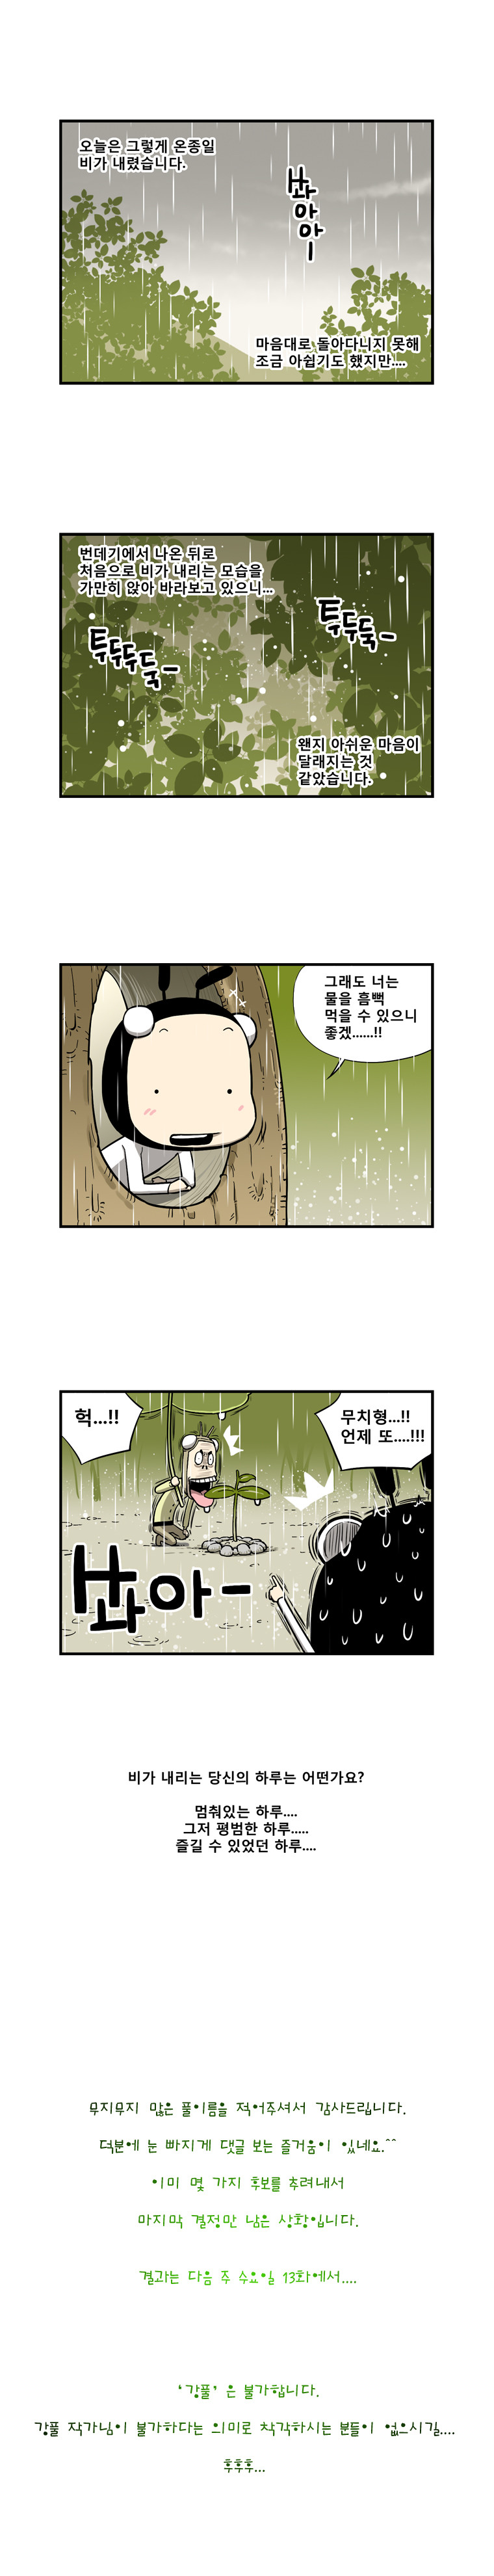 오늘은 그렇게 온종일
비가 내렸습니다.
쏴아아ㅡ
마음대로 돌아다니지 못해
조금 아쉽기도 했지만....
번데기에서 나온 뒤로
처음으로 비가 내리는 모습을
가만히 앉아 바라보고 있으니...
투두둑-
투두두둑-
왠지 아쉬운 마음이
달래지는 것
같았습니다.
그래도 너는
물을 흠뻑
먹을 수 있으니
좋겠......!!
헉...!!
무치형...!!
언제 또....!!!
쏴아-
비가 내리는 당신의 하루는 어떤가요?
멈춰있는 하루....
그저 평범한 하루.....
즐길 수 있었던 하루....
무지무지 많은 풀이름을 적어주셔서 감사드립니다.
덕분에 눈 빠지게 댓글 보는 즐거움이 있네요.^^
이미 몇 가지 후보를 추려내서
마지막 결정만 남은 상황입니다.
결과는 다음 주 수요일 13화에서....
'강풀' 은 불가합니다.
강풀 작가님이 불가하다는 의미로 착각하시는 분들이 없으시길....
후후후...